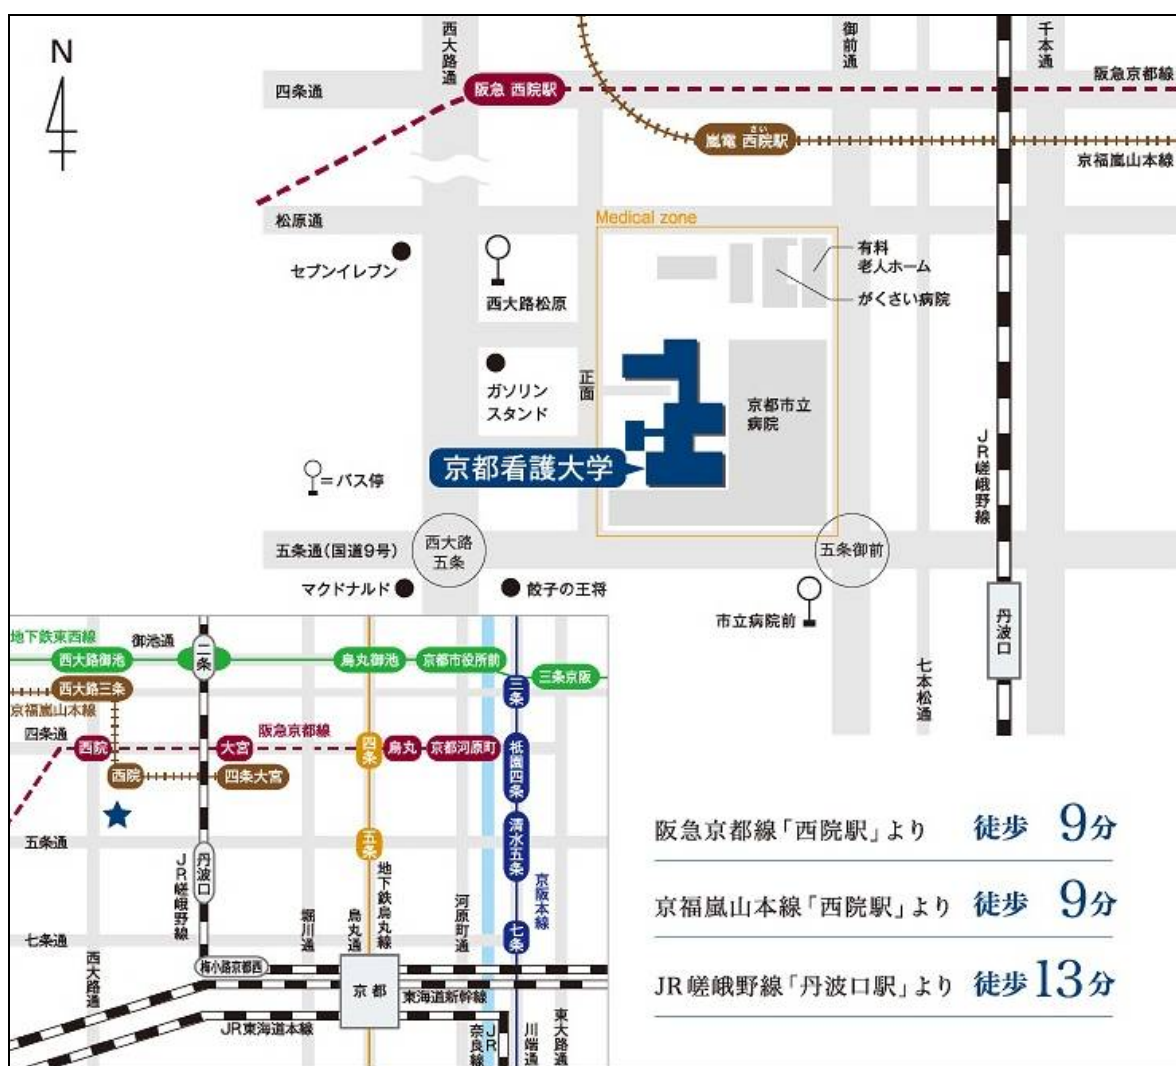 N
西大路通
御前通
千本通
四条通
阪急 西院駅
阪急京都線
さい
嵐電 西院駅
京福嵐山本線
松原通
Medical zone
セブンイレブン
西大路松原
有料
老人ホーム
がくさい病院
ガソリン
スタンド
正面
京都市立
病院
京都看護大学
=バス停
JR嵯峨野線
五条通(国道9号)
西大路
五条
五条御前
マクドナルド
餃子の王将
市立病院前
丹波口
七本松通
地下鉄東西線
御池通
西大路御池
二条
烏丸御池
京都市役所前
三条京阪
西大路三条
三条
京福嵐山本線
四条通
阪急京都線
西院
大宮
四条
烏丸
京都河原町
祇園四条
西院
四条大宮
五条通
五条
清水五条
丹波口
JR嵯峨野線
地下鉄烏丸線
京阪本線
堀川通
烏丸通
河原町通
七条通
七条
西大路通
梅小路京都西
京都
東海道新幹線
JR東海道本線
JR
奈良線
川端通
東大路通
阪急京都線「西院駅」より 徒歩 9分
京福嵐山本線「西院駅」より 徒歩 9分
JR嵯峨野線「丹波口駅」より 徒歩13分